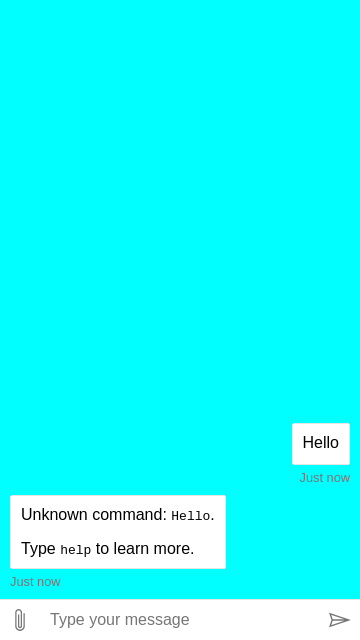 Hello
Just now
Unknown command: Hello.
Type help to learn more.
Just now
Type your message